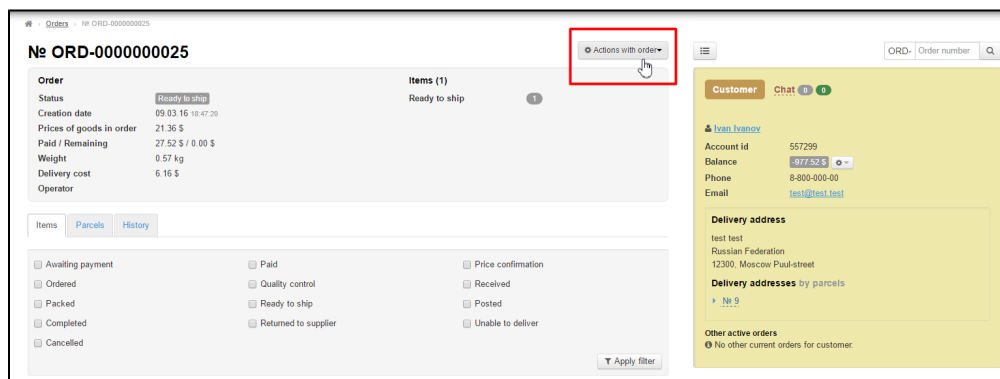 Orders › № ORD-0000000025
№ ORD-0000000025
Actions with order
ORD- Order number
Order
Status Ready to ship
Creation date 09.03.16 18:47:20
Prices of goods in order 21.36 $
Paid / Remaining 27.52 $ / 0.00 $
Weight 0.57 kg
Delivery cost 6.16 $
Operator
Items (1)
Ready to ship 1
Customer Chat 0 0
Ivan Ivanov
Account id 557299
Balance -977.52 $
Phone 8-800-000-00
Email test@test.test
Delivery address
test test
Russian Federation
12300, Moscow Puul-street
Delivery addresses by parcels
№ 9
Other active orders
No other current orders for customer.
Items Parcels History
Awaiting payment Paid Price confirmation
Ordered Quality control Received
Packed Ready to ship Posted
Completed Returned to supplier Unable to deliver
Cancelled
Apply filter